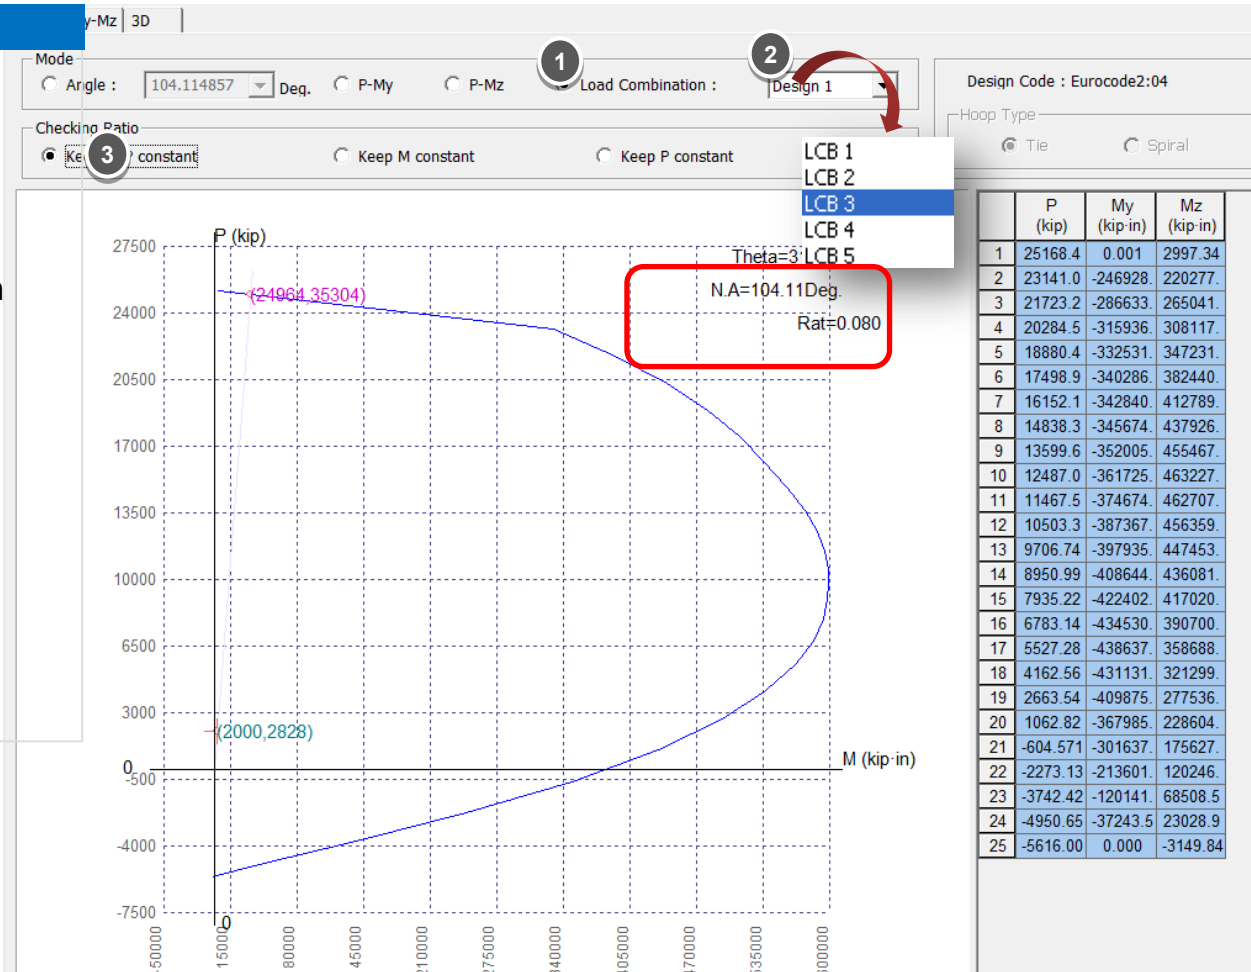 y-Mz 3D
Mode
Angle : 104.114857 Deg. P-My P-Mz 1 Load Combination : 2 Design 1
Design Code : Eurocode2:04
Hoop Type
Tie Spiral
Checking Ratio
Ke 3 P constant Keep M constant Keep P constant
LCB 1
LCB 2
LCB 3
LCB 4
LCB 5
n
P (kip)
27500
24000
20500
17000
13500
10000
6500
3000
0
-500
-4000
-7500
(24964,35304)
Theta=3
N.A=104.11Deg.
Rat=0.080
(2000,2828)
M (kip·in)
0
-50000
15000
80000
45000
210000
275000
340000
405000
470000
535000
600000
P (kip) My (kip·in) Mz (kip·in)
1 25168.4 0.001 2997.34
2 23141.0 -246928. 220277.
3 21723.2 -286633. 265041.
4 20284.5 -315936. 308117.
5 18880.4 -332531. 347231.
6 17498.9 -340286. 382440.
7 16152.1 -342840. 412789.
8 14838.3 -345674. 437926.
9 13599.6 -352005. 455467.
10 12487.0 -361725. 463227.
11 11467.5 -374674. 462707.
12 10503.3 -387367. 456359.
13 9706.74 -397935. 447453.
14 8950.99 -408644. 436081.
15 7935.22 -422402. 417020.
16 6783.14 -434530. 390700.
17 5527.28 -438637. 358688.
18 4162.56 -431131. 321299.
19 2663.54 -409875. 277536.
20 1062.82 -367985. 228604.
21 -604.571 -301637. 175627.
22 -2273.13 -213601. 120246.
23 -3742.42 -120141. 68508.5
24 -4950.65 -37243.5 23028.9
25 -5616.00 0.000 -3149.84